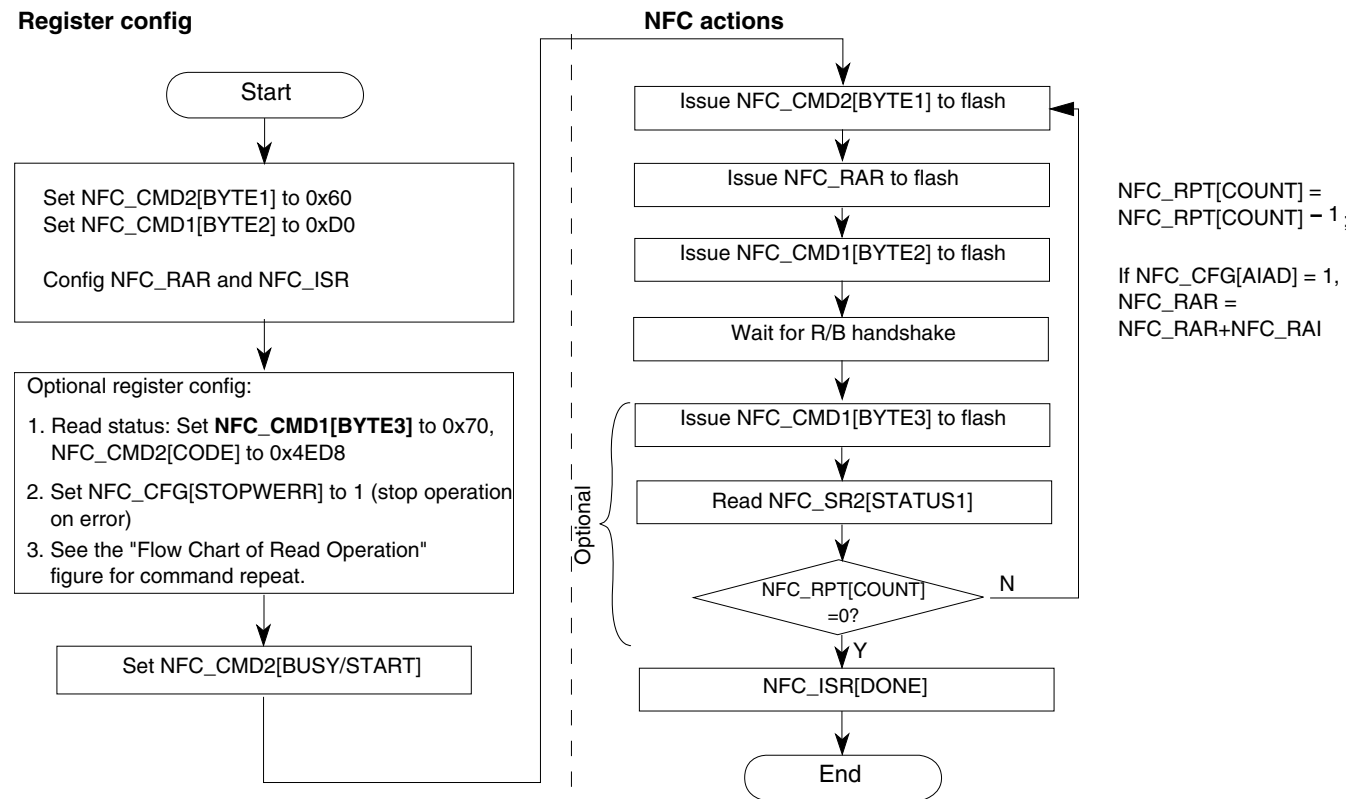 Register config
Start
Set NFC_CMD2[BYTE1] to 0x60
Set NFC_CMD1[BYTE2] to 0xD0
Config NFC_RAR and NFC_ISR
Optional register config:
1. Read status: Set NFC_CMD1[BYTE3] to 0x70,
NFC_CMD2[CODE] to 0x4ED8
2. Set NFC_CFG[STOPWERR] to 1 (stop operation
on error)
3. See the "Flow Chart of Read Operation"
figure for command repeat.
Set NFC_CMD2[BUSY/START]
NFC actions
Issue NFC_CMD2[BYTE1] to flash
Issue NFC_RAR to flash
Issue NFC_CMD1[BYTE2] to flash
Wait for R/B handshake
Optional
Issue NFC_CMD1[BYTE3] to flash
Read NFC_SR2[STATUS1]
NFC_RPT[COUNT]
=0?
N
Y
NFC_ISR[DONE]
End
NFC_RPT[COUNT] =
NFC_RPT[COUNT] − 1 ;
If NFC_CFG[AIAD] = 1,
NFC_RAR =
NFC_RAR+NFC_RAI